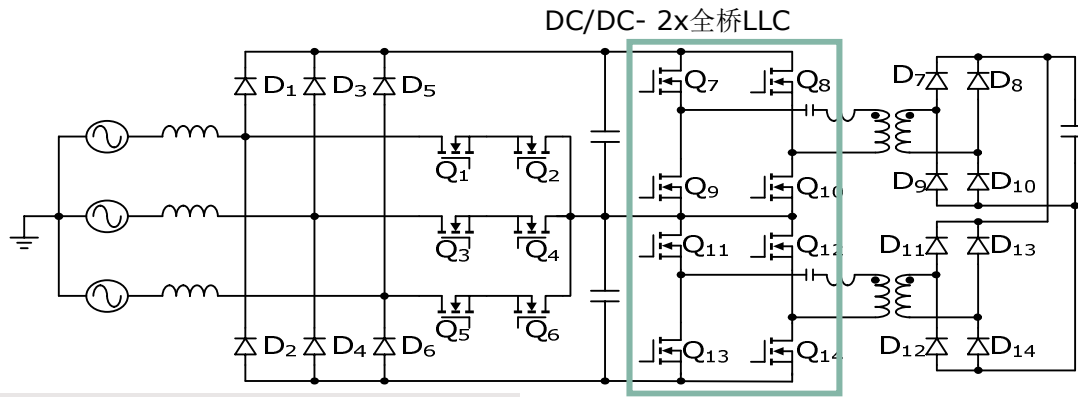 DC/DC- 2x全桥LLC
D1 D3 D5
Q7 Q8
D7 D8
Q1 Q2
Q9 Q10
D9 D10
Q3 Q4
Q11 Q12
D11 D13
Q5 Q6
D2 D4 D6
Q13 Q14
D12 D14